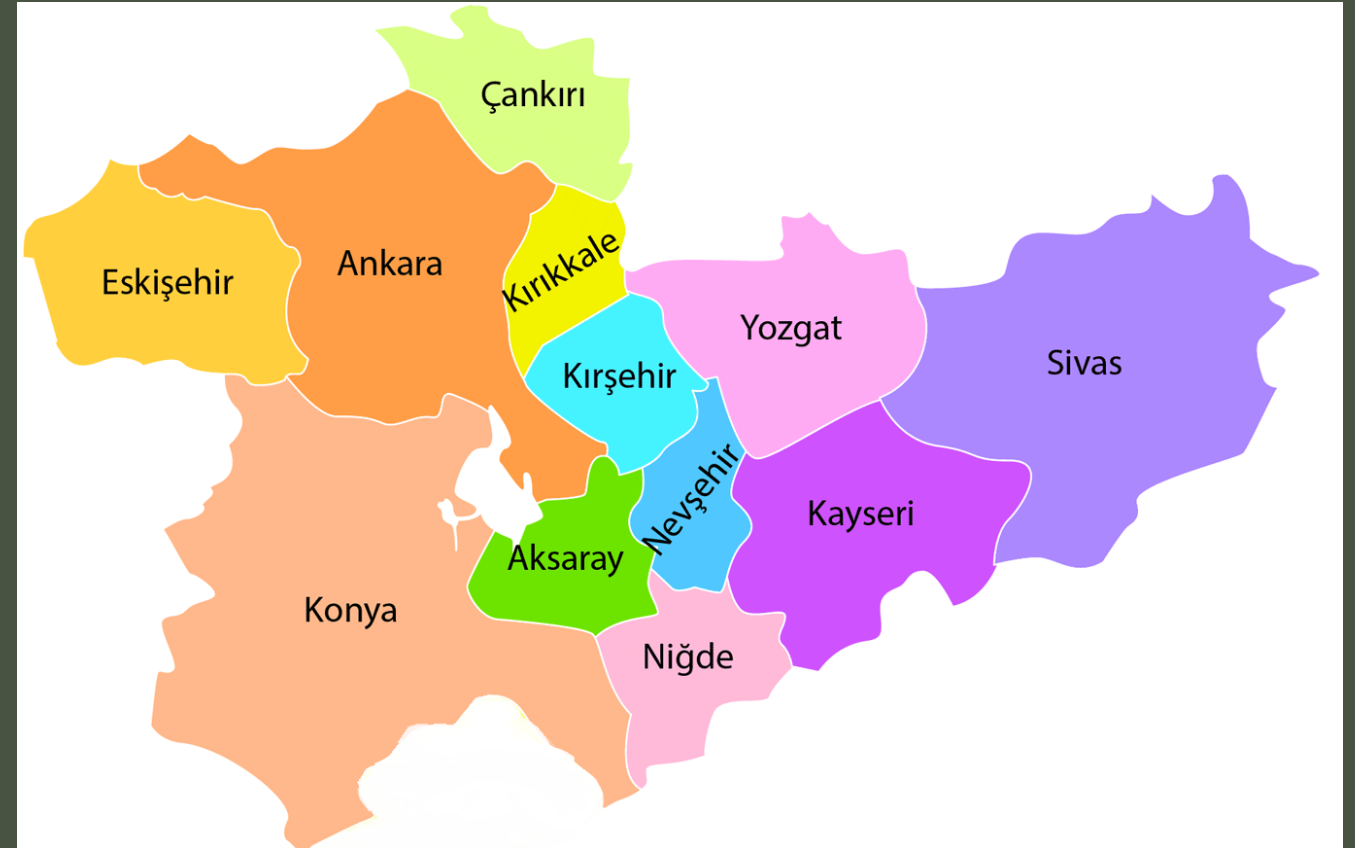 Çankırı
Ankara
Kırıkkale
Eskişehir
Yozgat
Sivas
Kırşehir
Nevşehir
Kayseri
Aksaray
Konya
Niğde